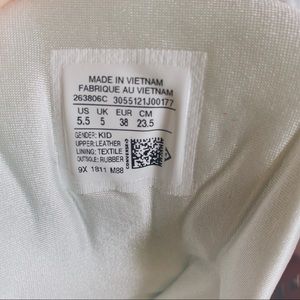 MADE IN VIETNAM
FABRIQUE AU VIETNAM
263806C 3055121J00177
US UK EUR CM
5.5 5 38 23.5
GENDER: KID
UPPER: LEATHER
LINING: TEXTILE
OUTSOLE: RUBBER
9X 1811 M88
CONVERSE